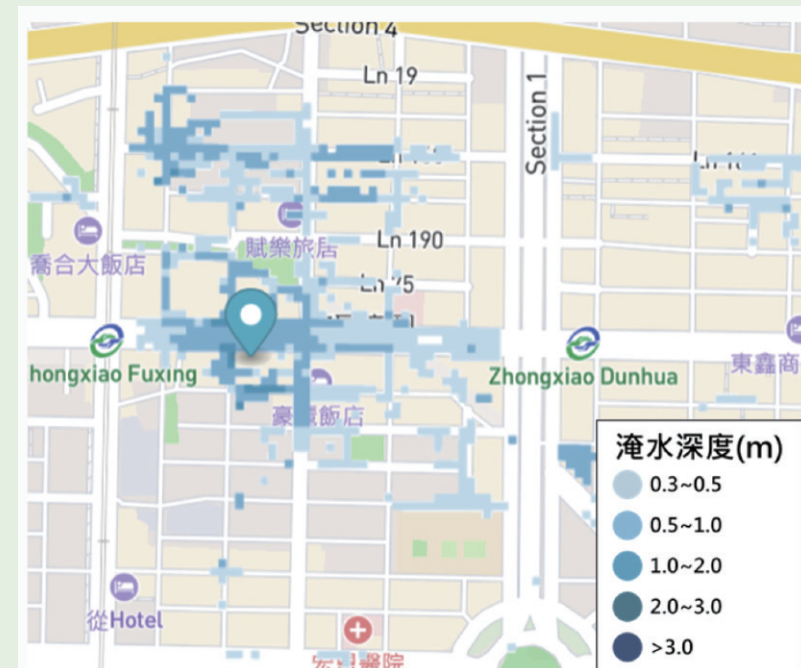 Section 4
Ln 19
Section 1
Ln 190
賦樂旅店
喬合大飯店
Ln 75
hongxiao Fuxing
Zhongxiao Dunhua
東鑫商
飯店
淹水深度(m)
0.3~0.5
0.5~1.0
1.0~2.0
2.0~3.0
>3.0
從Hotel